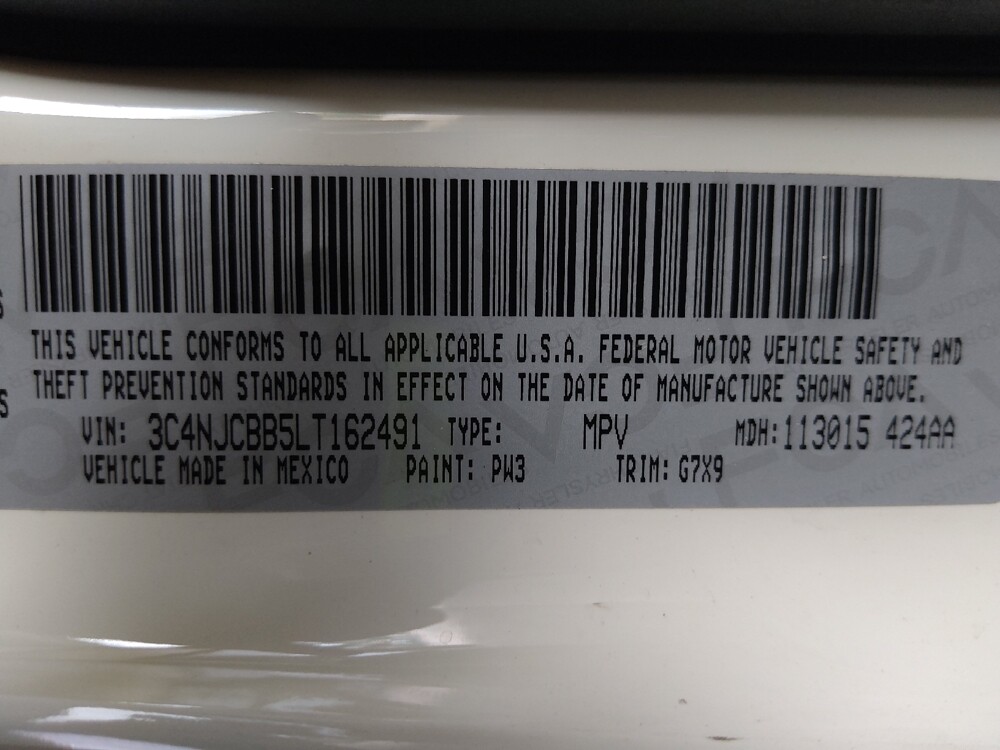 THIS VEHICLE CONFORMS TO ALL APPLICABLE U.S.A. FEDERAL MOTOR VEHICLE SAFETY AND
THEFT PREVENTION STANDARDS IN EFFECT ON THE DATE OF MANUFACTURE SHOWN ABOVE.
VIN: 3C4NJCBB5LT162491 TYPE: MPV MDH: 113015 424AA
VEHICLE MADE IN MEXICO PAINT: PW3 TRIM: G7X9